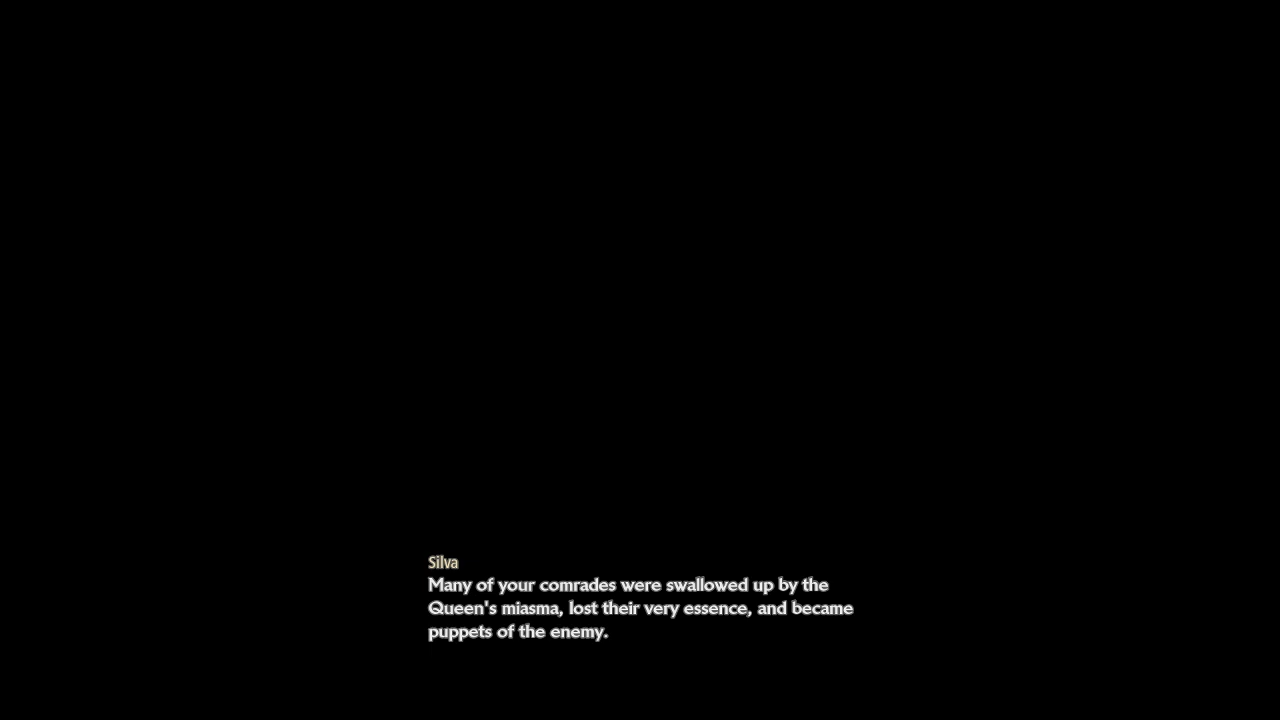 Silva
Many of your comrades were swallowed up by the
Queen's miasma, lost their very essence, and became
puppets of the enemy.